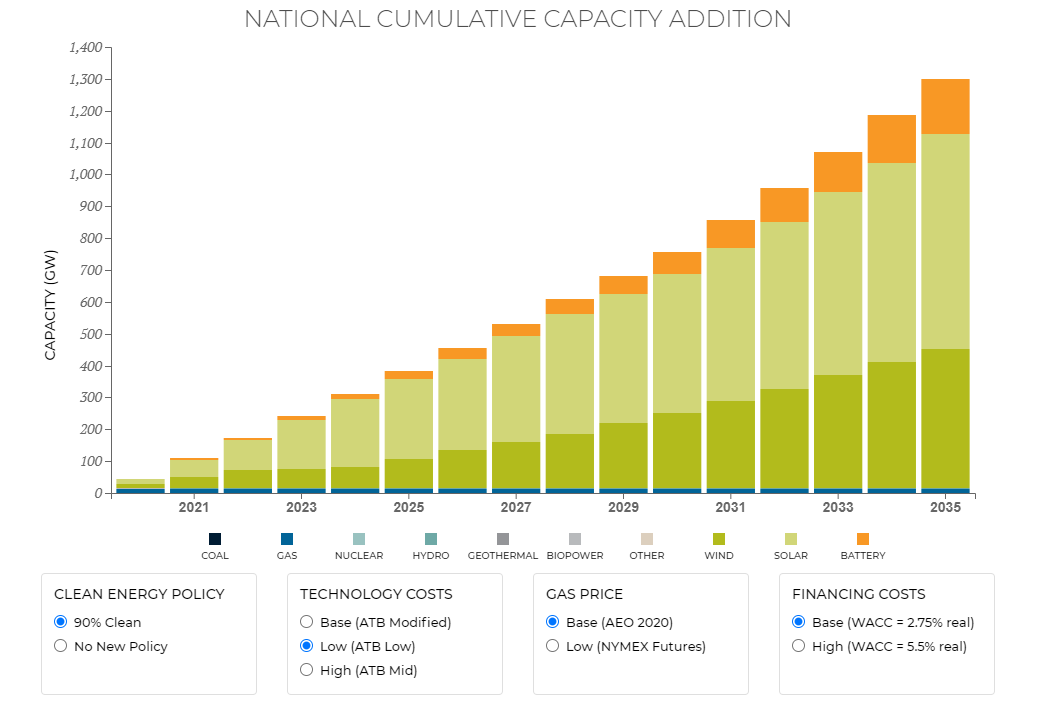 NATIONAL CUMULATIVE CAPACITY ADDITION
1,400
1,300
1,200
1,100
1,000
900
800
700
600
500
400
300
200
100
0
CAPACITY (GW)
2021 2023 2025 2027 2029 2031 2033 2035
COAL GAS NUCLEAR HYDRO GEOTHERMAL BIOPOWER OTHER WIND SOLAR BATTERY
CLEAN ENERGY POLICY
90% Clean
No New Policy
TECHNOLOGY COSTS
Base (ATB Modified)
Low (ATB Low)
High (ATB Mid)
GAS PRICE
Base (AEO 2020)
Low (NYMEX Futures)
FINANCING COSTS
Base (WACC = 2.75% real)
High (WACC = 5.5% real)